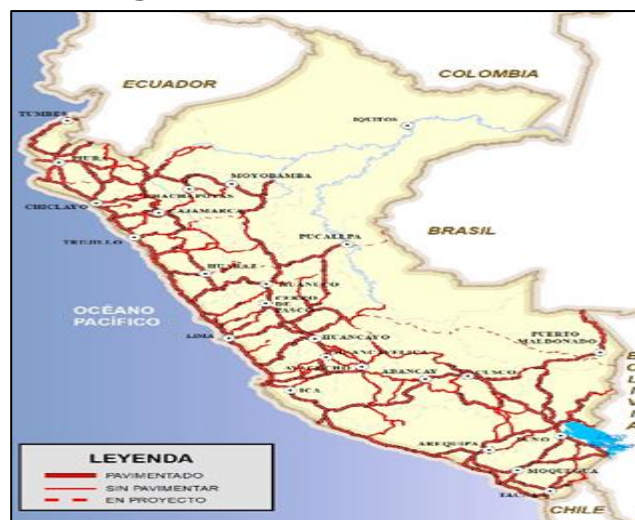 ECUADOR
COLOMBIA
TUMBES
IQUITOS
PIURA
MOYOBAMBA
CHACHAPOYAS
CHICLAYO
CAJAMARCA
BRASIL
TRUJILLO
PUCALLPA
HUARAZ
HUANUCO
OCÉANO
PACÍFICO
CERRO
DE
PASCO
LIMA
HUANCAYO
PUERTO
MALDONADO
HUANCAVELICA
AYACUCHO
ABANCAY
CUSCO
BOLIVIA
ICA
AREQUIPA
PUNO
MOQUEGUA
TACNA
CHILE
LEYENDA
PAVIMENTADO
SIN PAVIMENTAR
EN PROYECTO